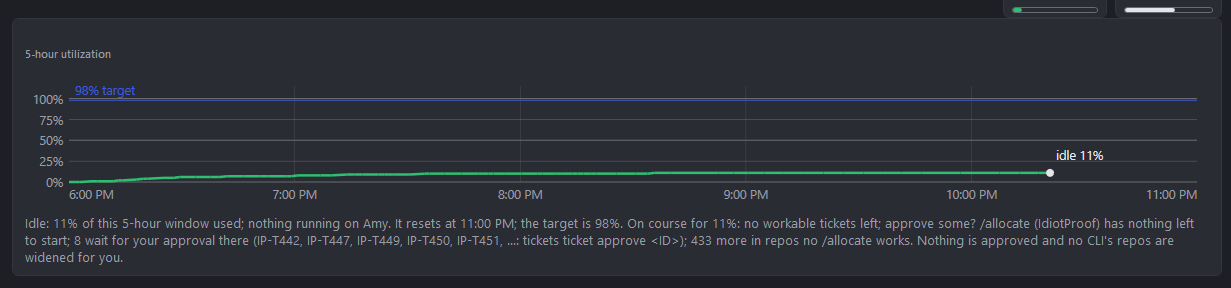 5-hour utilization
98% target
100%
75%
50%
25%
idle 11%
0%
6:00 PM 7:00 PM 8:00 PM 9:00 PM 10:00 PM 11:00 PM
Idle: 11% of this 5-hour window used; nothing running on Amy. It resets at 11:00 PM; the target is 98%. On course for 11%: no workable tickets left; approve some? /allocate (IdiotProof) has nothing left
to start; 8 wait for your approval there (IP-T442, IP-T447, IP-T449, IP-T450, IP-T451, ...: tickets ticket approve <ID>); 433 more in repos no /allocate works. Nothing is approved and no CLI's repos are
widened for you.